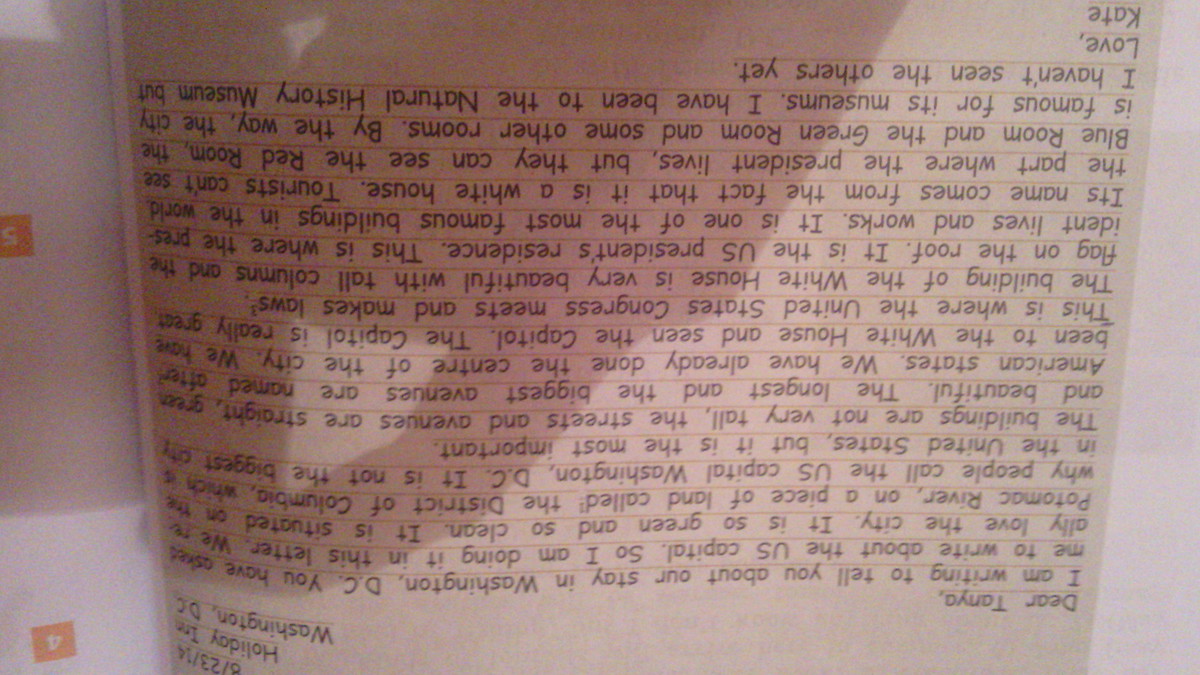 8/23/14
Holiday Inn
Washington, D.C.
Dear Tanya,
I am writing to tell you about our stay in Washington, D.C. You have asked
me to write about the US capital. So I am doing it in this letter. We re-
ally love the city. It is so green and so clean. It is situated on the
Potomac River, on a piece of land called² the District of Columbia, which is
why people call the US capital Washington, D.C. It is not the biggest city
in the United States, but it is the most important.
The buildings are not very tall, the streets and avenues are straight, green
and beautiful. The longest and the biggest avenues are named after
American states. We have already done the centre of the city. We have
been to the White House and seen the Capitol. The Capitol is really great.
This is where the United States Congress meets and makes laws³.
The building of the White House is very beautiful with tall columns and the
flag on the roof. It is the US president's residence. This is where the pres-
ident lives and works. It is one of the most famous buildings in the world.
Its name comes from the fact that it is a white house. Tourists can't see
the part where the president lives, but they can see the Red Room, the
Blue Room and the Green Room and some other rooms. By the way, the city
is famous for its museums. I have been to the Natural History Museum but
I haven't seen the others yet.
Love,
Kate
4
5